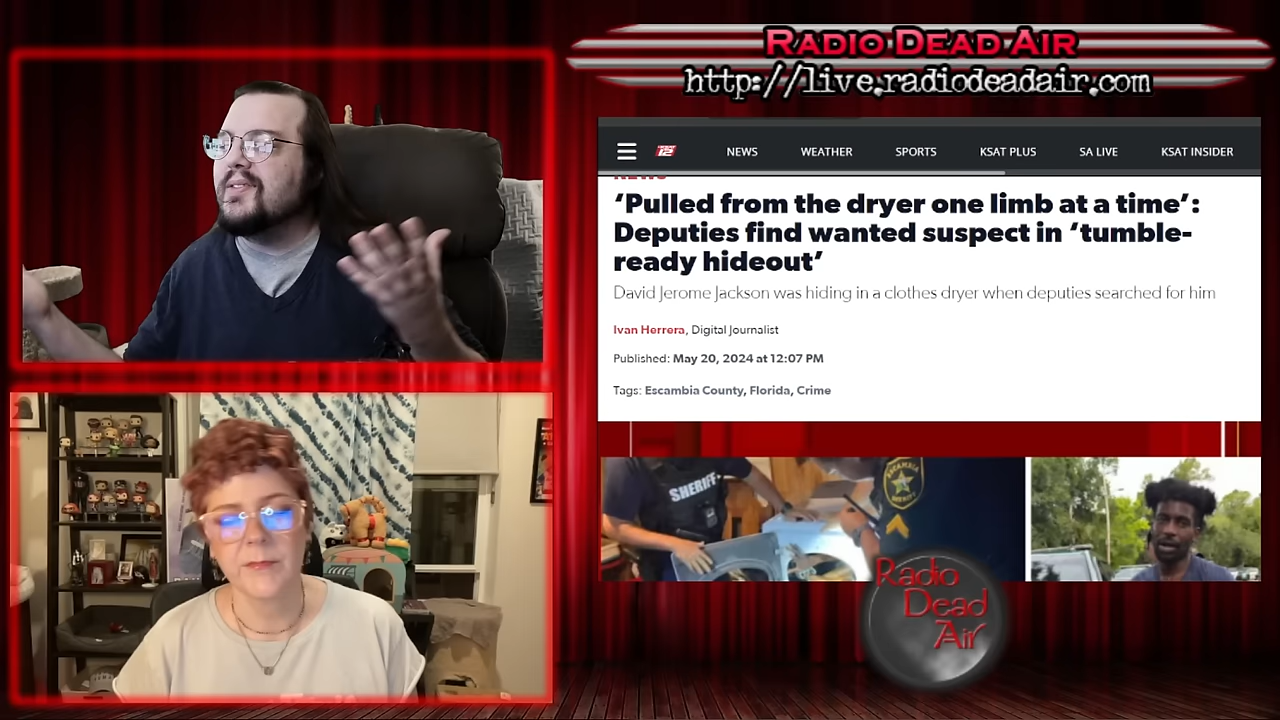 Radio Dead Air
http://live.radiodeadair.com
12
NEWS
WEATHER
SPORTS
KSAT PLUS
SA LIVE
KSAT INSIDER
NEWS
‘Pulled from the dryer one limb at a time’:
Deputies find wanted suspect in ‘tumble-
ready hideout’
David Jerome Jackson was hiding in a clothes dryer when deputies searched for him
Ivan Herrera, Digital Journalist
Published: May 20, 2024 at 12:07 PM
Tags: Escambia County, Florida, Crime
SHERIFF
ESCAMBIA
Radio
Dead
Air